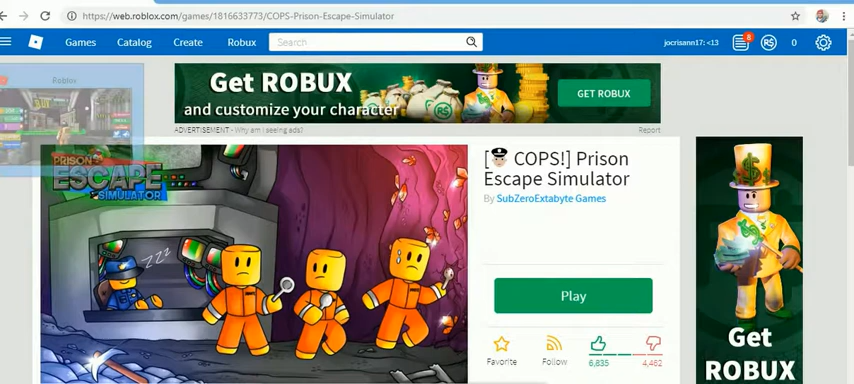 https://web.roblox.com/games/1816633773/COPS-Prison-Escape-Simulator
Games Catalog Create Robux Search jocrisann17: <13 8 R$ 0
Roblox
Get ROBUX
and customize your character
GET ROBUX
ADVERTISEMENT - Why am I seeing ads?
Report
PRISON
ESCAPE
SIMULATOR
ZZZ
[👮 COPS!] Prison
Escape Simulator
By SubZeroExtabyte Games
Play
Favorite Follow 6,835 4,462
Get
ROBUX